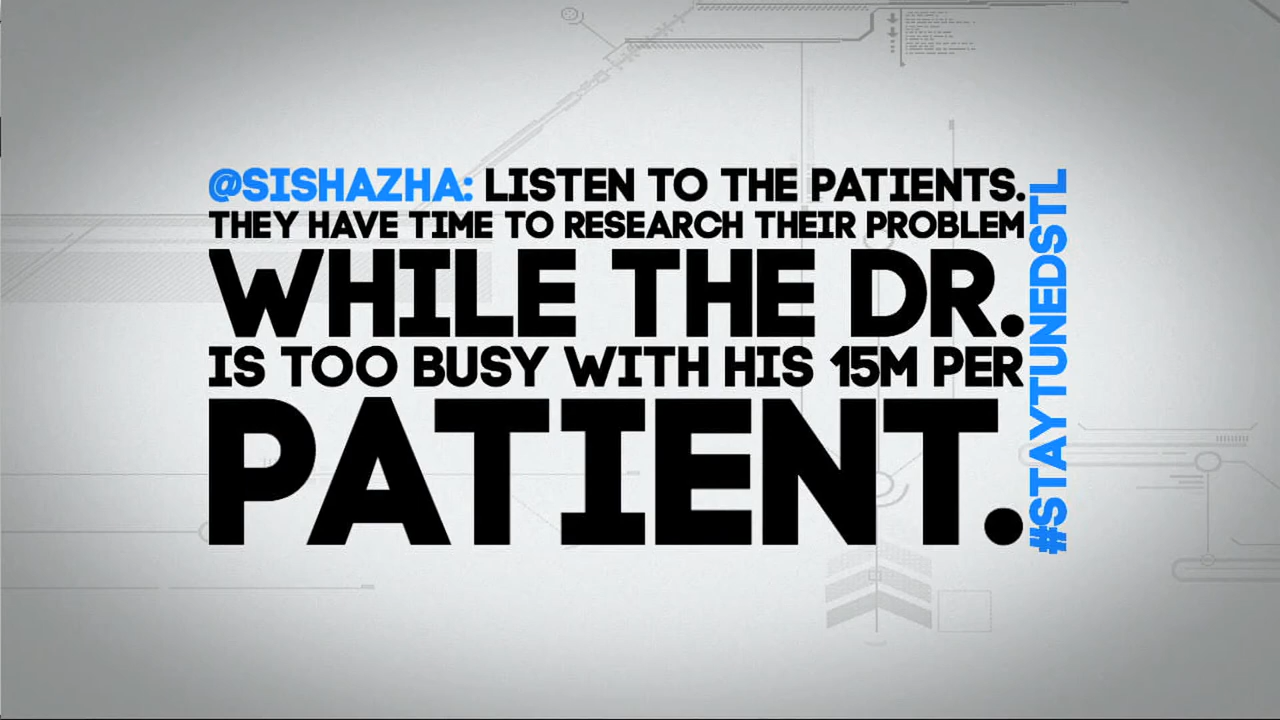 @SISHAZHA: LISTEN TO THE PATIENTS.
THEY HAVE TIME TO RESEARCH THEIR PROBLEM
WHILE THE DR.
IS TOO BUSY WITH HIS 15M PER
PATIENT.
#STAYTUNEDSTL